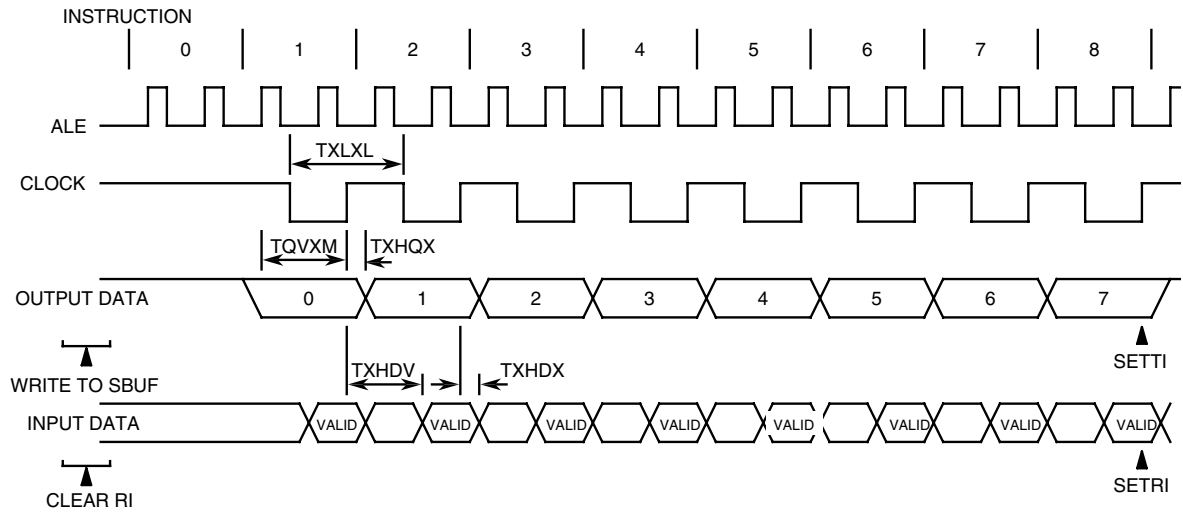 INSTRUCTION
0 1 2 3 4 5 6 7 8
ALE
TXLXL
CLOCK
TQVXM TXHQX
OUTPUT DATA 0 1 2 3 4 5 6 7
SETTI
WRITE TO SBUF
TXHDV TXHDX
INPUT DATA VALID VALID VALID VALID VALID VALID VALID VALID
SETRI
CLEAR RI